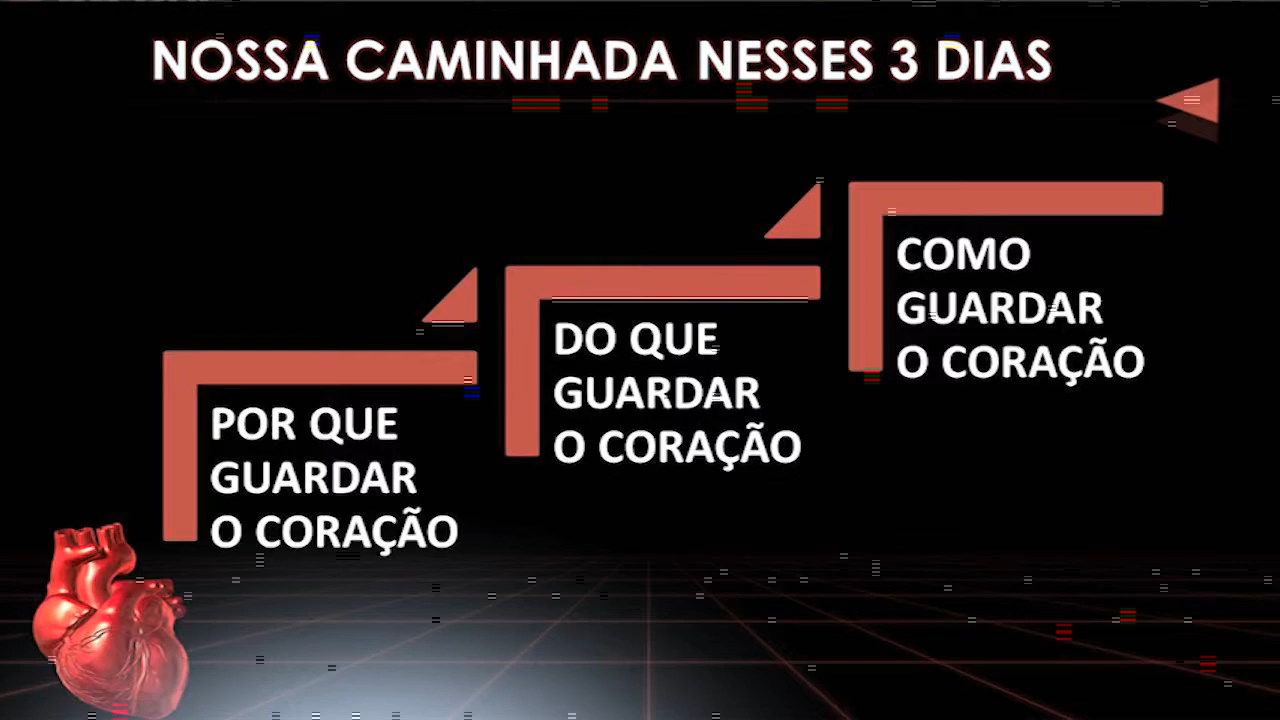 NOSSA CAMINHADA NESSES 3 DIAS
POR QUE
GUARDAR
O CORAÇÃO
DO QUE
GUARDAR
O CORAÇÃO
COMO
GUARDAR
O CORAÇÃO